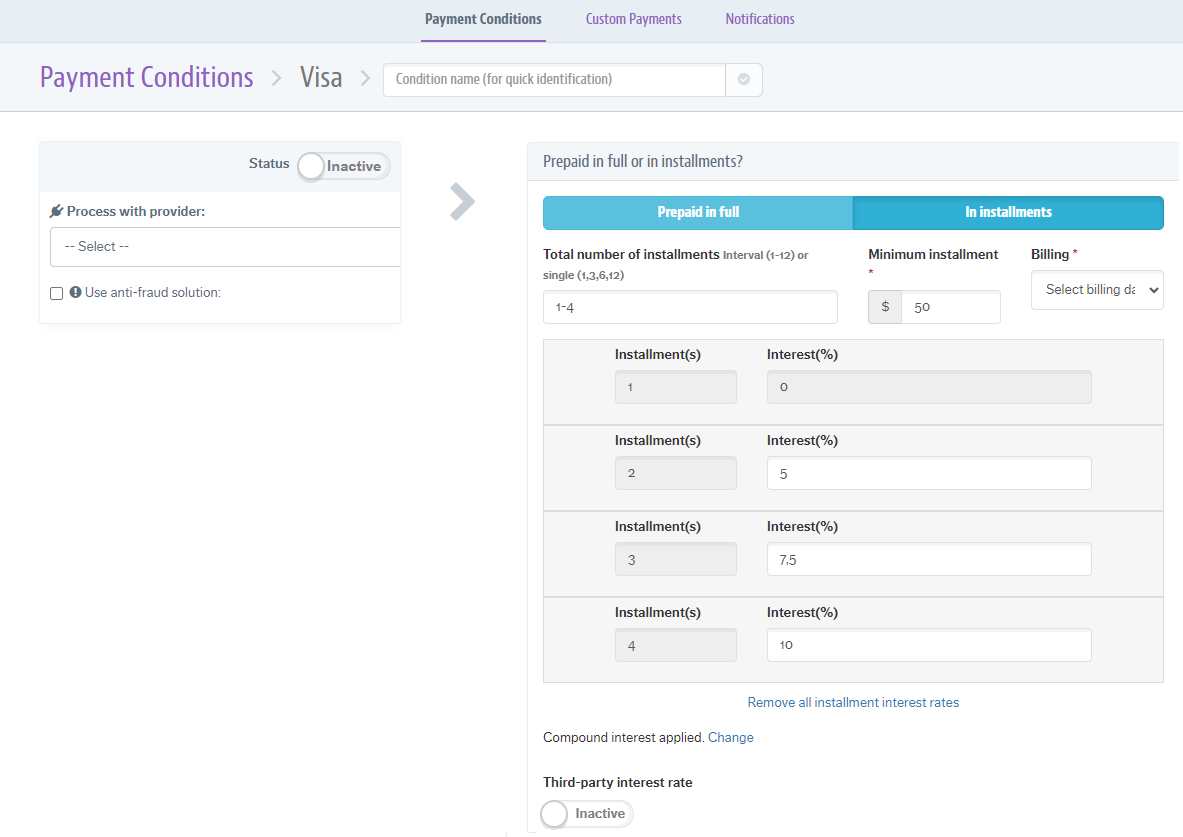 Payment Conditions
Custom Payments
Notifications
Payment Conditions > Visa > Condition name (for quick identification)
Status
Inactive
Process with provider:
-- Select --
Use anti-fraud solution:
Prepaid in full or in installments?
Prepaid in full
In installments
Total number of installments Interval (1-12) or
single (1,3,6,12)
1-4
Minimum installment
*
$ 50
Billing *
Select billing da
Installment(s) Interest(%)
1 0
Installment(s) Interest(%)
2 5
Installment(s) Interest(%)
3 7,5
Installment(s) Interest(%)
4 10
Remove all installment interest rates
Compound interest applied. Change
Third-party interest rate
Inactive